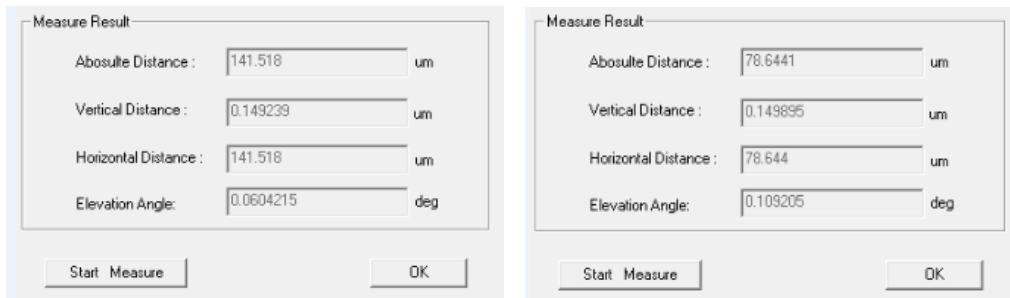 Measure Result
Abosulte Distance : 141.518 um
Vertical Distance : 0.149239 um
Horizontal Distance : 141.518 um
Elevation Angle: 0.0604215 deg
Start Measure OK
Measure Result
Abosulte Distance : 78.6441 um
Vertical Distance : 0.149895 um
Horizontal Distance : 78.644 um
Elevation Angle: 0.109205 deg
Start Measure OK